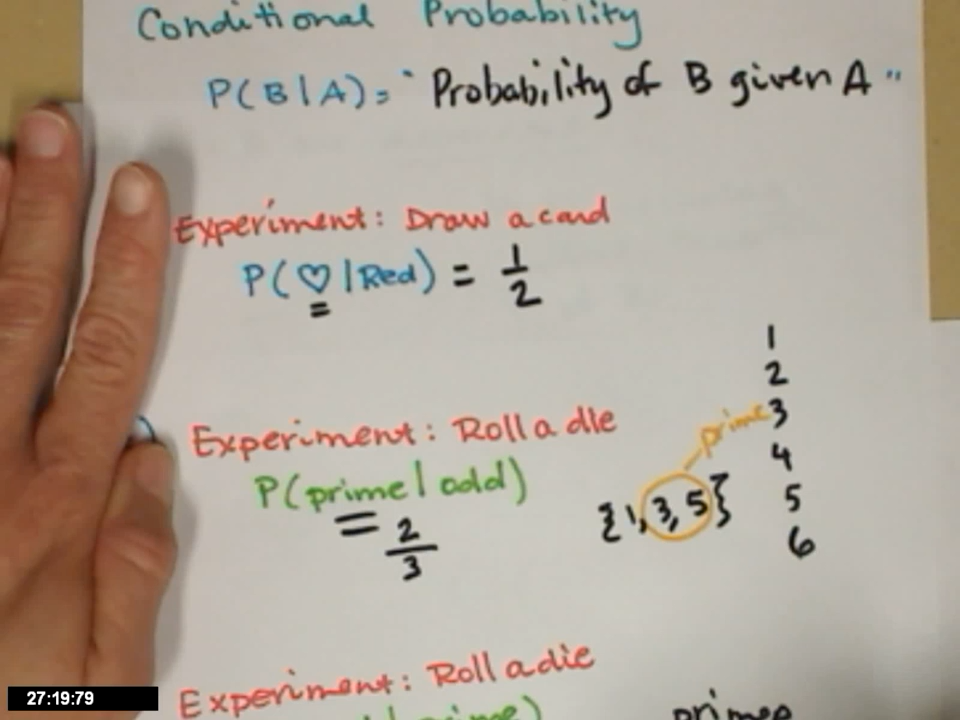 Conditional Probability
P(B|A) = "Probability of B given A"
Experiment: Draw a card
P(♡|Red) = 1/2
Experiment: Roll a die
P(prime|odd)
= 2/3
{1, 3, 5}
prime
1
2
3
4
5
6
Experiment: Roll a die
primes
27:19:79